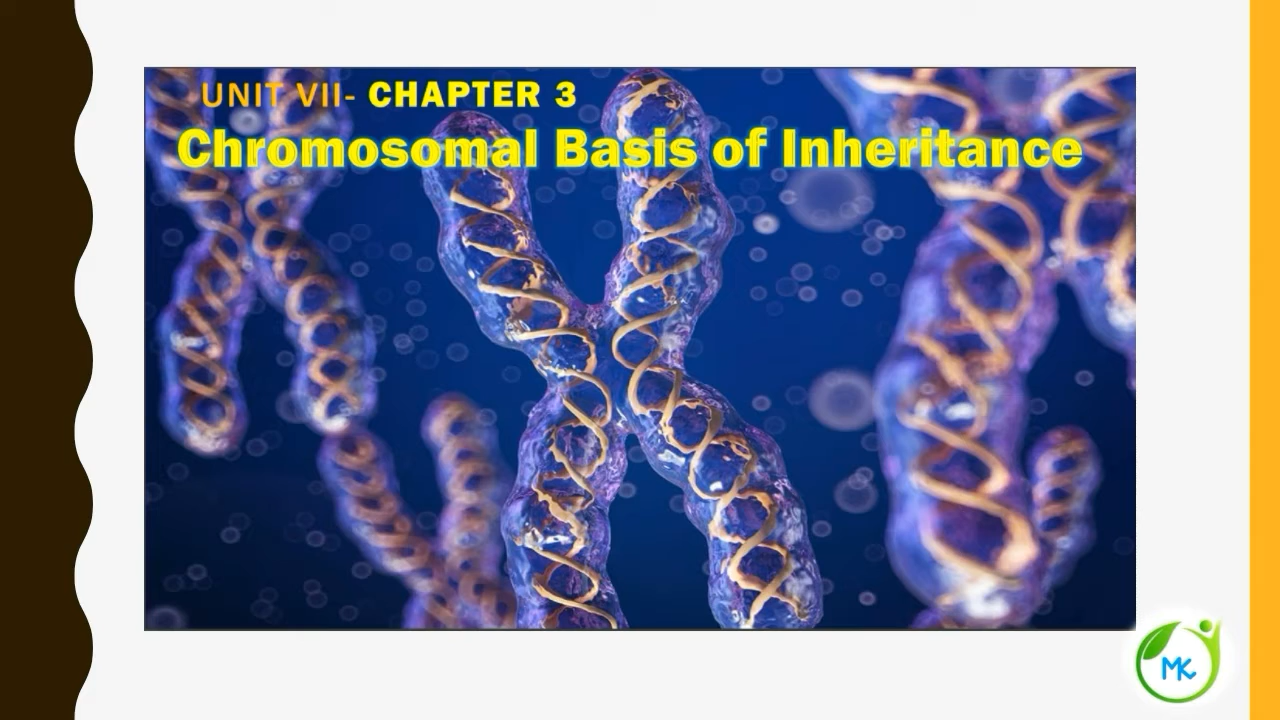 UNIT VII- CHAPTER 3
Chromosomal Basis of Inheritance
MK